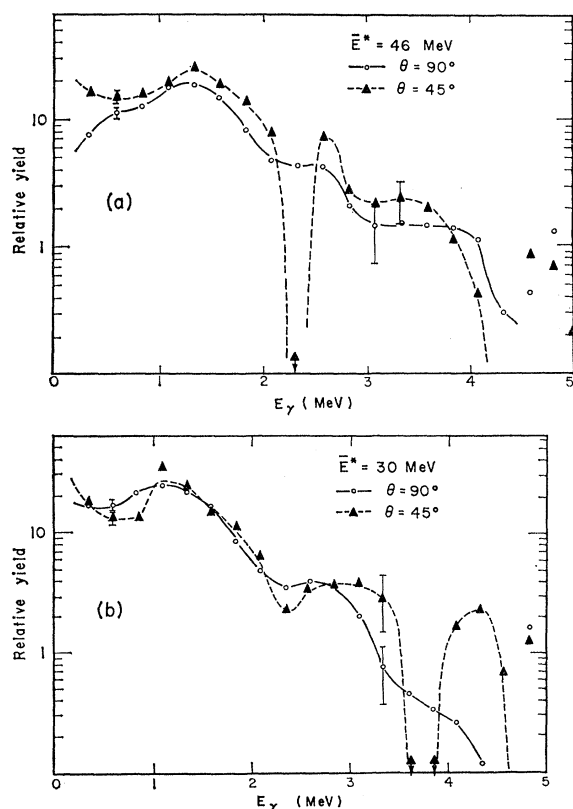 Ē* = 46 MeV
θ = 90°
θ = 45°
10
1
Relative yield
(a)
0
1
2
3
4
5
Eγ (MeV)
Ē* = 30 MeV
θ = 90°
θ = 45°
10
1
Relative yield
(b)
0
1
2
3
4
5
Eγ (MeV)